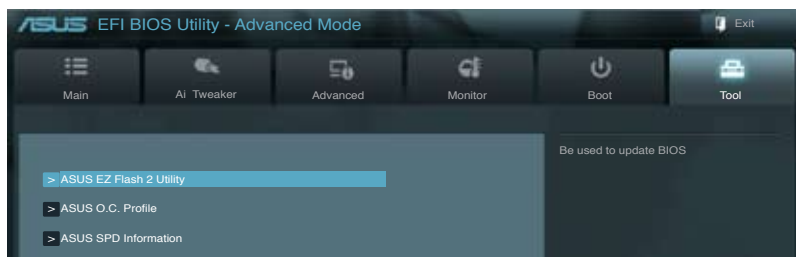 ASUS EFI BIOS Utility - Advanced Mode
Exit
Main
Ai Tweaker
Advanced
Monitor
Boot
Tool
> ASUS EZ Flash 2 Utility
> ASUS O.C. Profile
> ASUS SPD Information
Be used to update BIOS